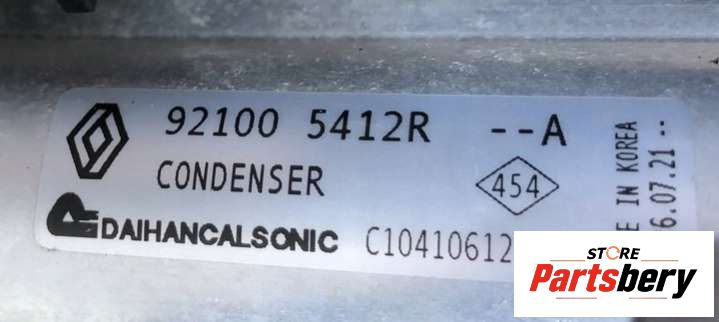 92100 5412R --A
CONDENSER
454
DAIHANCALSONIC C10410612
IN KOREA
6.07.21 --
STORE
Partsbery